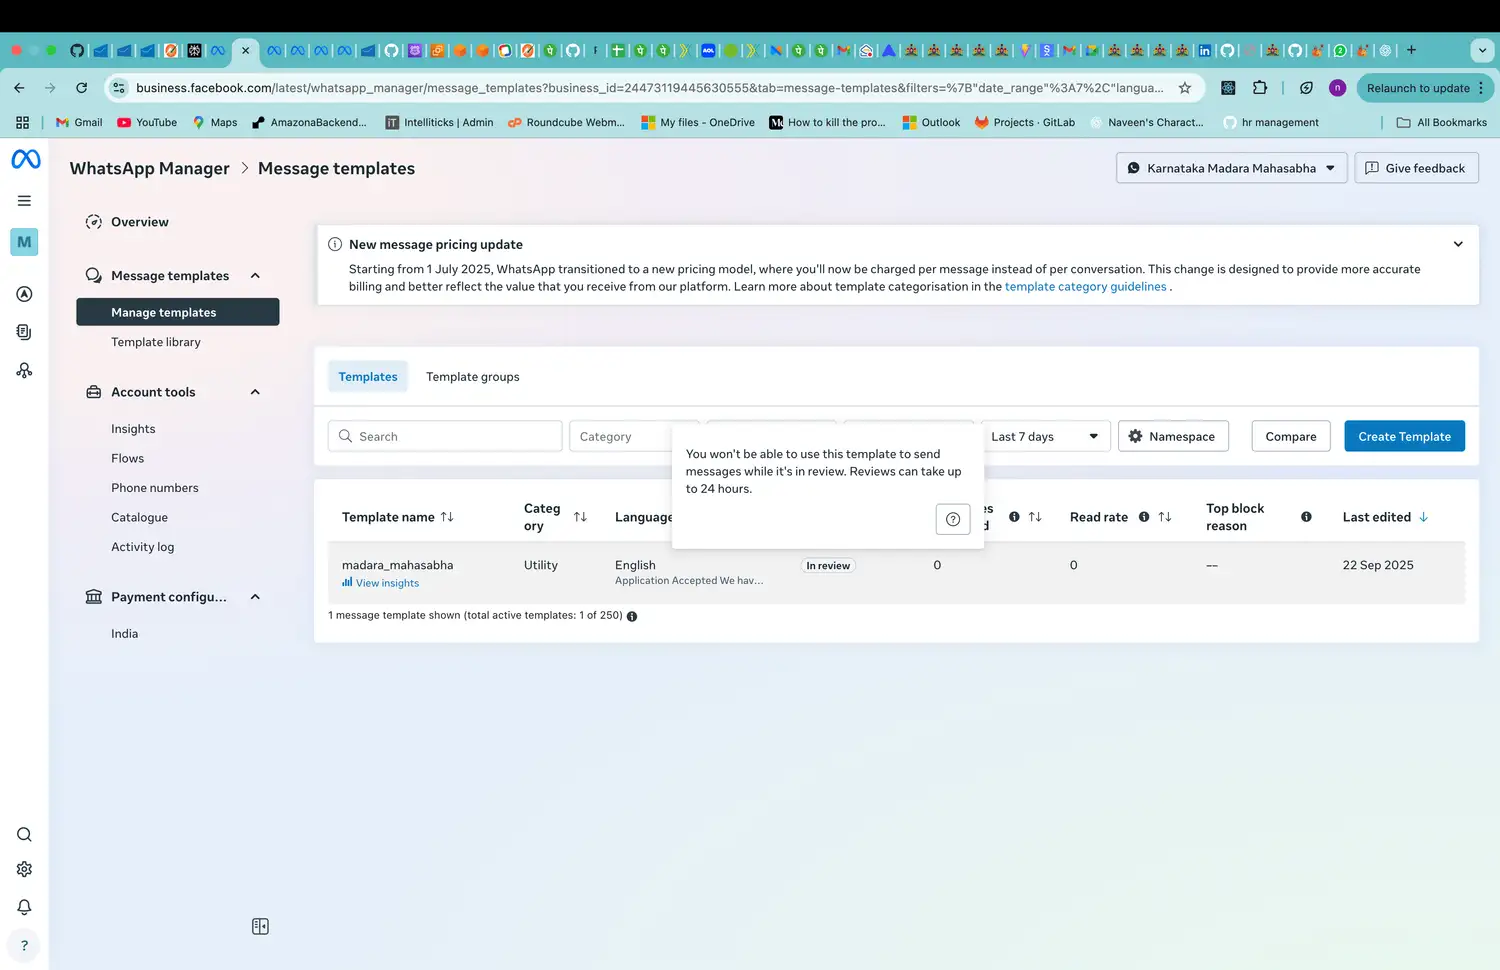 business.facebook.com/latest/whatsapp_manager/message_templates?business_id=24473119445630555&tab=message-templates&filters=%7B"date_range"%3A7%2C"langua...
Relaunch to update
Gmail
YouTube
Maps
AmazonaBackend...
Intelliticks | Admin
Roundcube Webm...
My files - OneDrive
How to kill the pro...
Outlook
Projects · GitLab
Naveen's Charact...
hr management
All Bookmarks
WhatsApp Manager > Message templates
Karnataka Madara Mahasabha
Give feedback
M
Overview
Message templates
Manage templates
Template library
Account tools
Insights
Flows
Phone numbers
Catalogue
Activity log
Payment configu...
India
New message pricing update
Starting from 1 July 2025, WhatsApp transitioned to a new pricing model, where you'll now be charged per message instead of per conversation. This change is designed to provide more accurate
billing and better reflect the value that you receive from our platform. Learn more about template categorisation in the template category guidelines .
Templates
Template groups
Search
Category
Last 7 days
Namespace
Compare
Create Template
You won't be able to use this template to send
messages while it's in review. Reviews can take up
to 24 hours.
Template name
Categ
ory
Language
es
d
Read rate
Top block
reason
Last edited
madara_mahasabha
View insights
Utility
English
Application Accepted We hav...
In review
0
0
--
22 Sep 2025
1 message template shown (total active templates: 1 of 250)